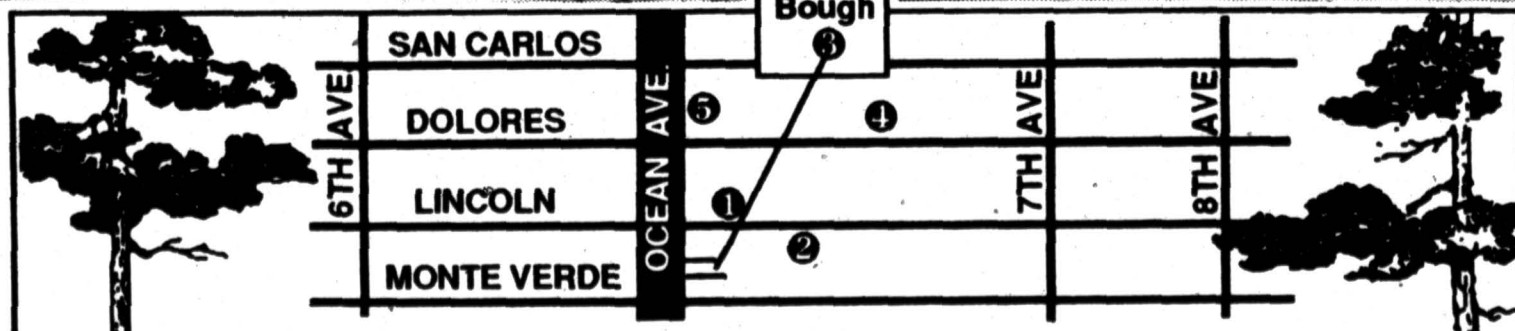 Bough
3
SAN CARLOS
6TH AVE.
DOLORES
OCEAN AVE.
5
4
7TH AVE
8TH AVE
LINCOLN
1
2
MONTE VERDE